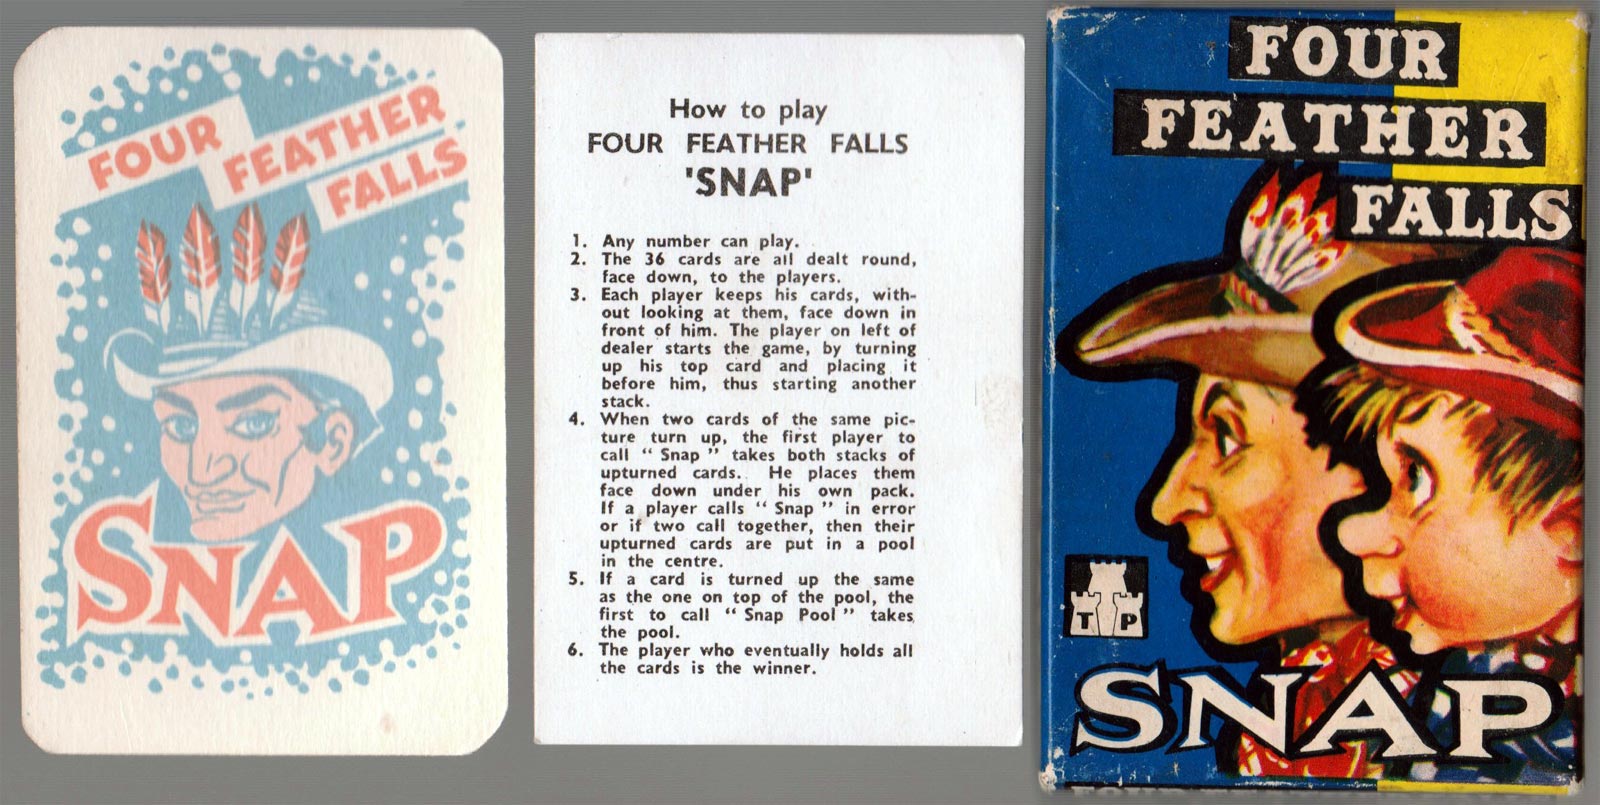 FOUR
FEATHER
FALLS
SNAP
How to play
FOUR FEATHER FALLS
'SNAP'
1. Any number can play.
2. The 36 cards are all dealt round,
face down, to the players.
3. Each player keeps his cards, with-
out looking at them, face down in
front of him. The player on left of
dealer starts the game, by turning
up his top card and placing it
before him, thus starting another
stack.
4. When two cards of the same pic-
ture turn up, the first player to
call “ Snap ” takes both stacks of
upturned cards. He places them
face down under his own pack.
If a player calls “ Snap ” in error
or if two call together, then their
upturned cards are put in a pool
in the centre.
5. If a card is turned up the same
as the one on top of the pool, the
first to call “ Snap Pool ” takes
the pool.
6. The player who eventually holds all
the cards is the winner.
FOUR
FEATHER
FALLS
T P
SNAP